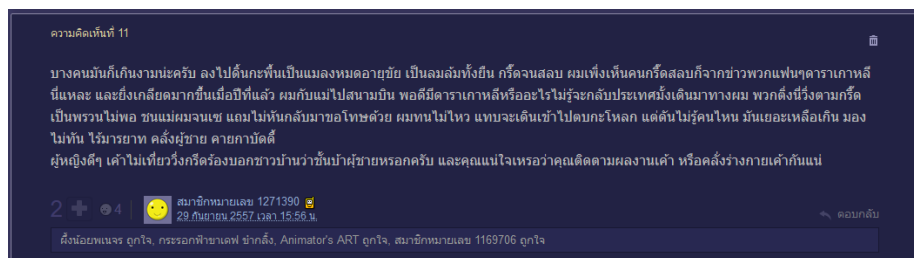 ความคิดเห็นที่ 11
บางคนมันก็เกินงามน่ะครับ ลงไปดิ้นกะพื้นเป็นแมลงหมดอายุขัย เป็นลมล้มทั้งยืน กรี๊ดจนสลบ ผมเพิ่งเห็นคนกรี๊ดสลบก็จากข่าวพวกแฟนๆดาราเกาหลี
นี่แหละ และยิ่งเกลียดมากขึ้นเมื่อปีที่แล้ว ผมกับแม่ไปสนามบิน พอดีมีดาราเกาหลีหรืออะไรไม่รู้จะกลับประเทศมั้งเดินมาทางผม พวกติ่งนี่วิ่งตามกรี๊ด
เป็นพรวนไม่พอ ชนแม่ผมจนเซ แถมไม่หันกลับมาขอโทษด้วย ผมทนไม่ไหว แทบจะเดินเข้าไปตบกะโหลก แต่ดันไม่รู้คนไหน มันเยอะเหลือเกิน มอง
ไม่ทัน ไร้มารยาท คลั่งผู้ชาย คายกาบัดดี้
ผู้หญิงดีๆ เค้าไม่เที่ยววิ่งกรี๊ดร้องบอกชาวบ้านว่าชั้นบ้าผู้ชายหรอกครับ และคุณแน่ใจเหรอว่าคุณติดตามผลงานเค้า หรือคลั่งร่างกายเค้ากันแน่
2 4 สมาชิกหมายเลข 1271390
29 กันยายน 2557 เวลา 15:56 น. ตอบกลับ
ผึ้งน้อยพเนจร ถูกใจ, กระรอกฟ้าขาเดฟ ขำกลิ้ง, Animator's ART ถูกใจ, สมาชิกหมายเลข 1169706 ถูกใจ